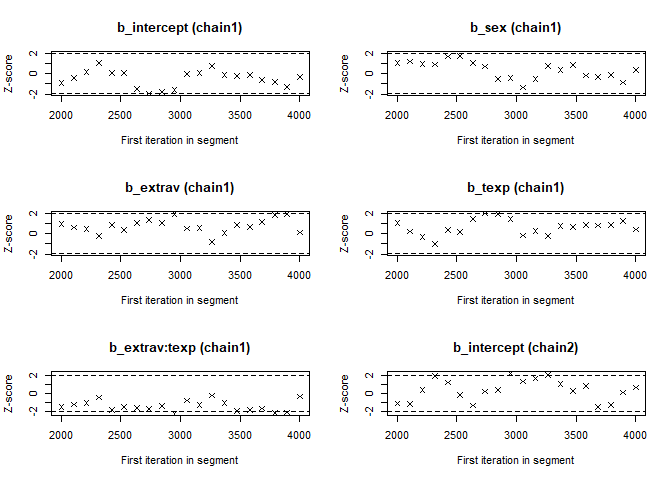 b_intercept (chain1)
Z-score
2
0
-2
2000 2500 3000 3500 4000
First iteration in segment
b_sex (chain1)
Z-score
2
0
-2
2000 2500 3000 3500 4000
First iteration in segment
b_extrav (chain1)
Z-score
2
0
-2
2000 2500 3000 3500 4000
First iteration in segment
b_texp (chain1)
Z-score
2
0
-2
2000 2500 3000 3500 4000
First iteration in segment
b_extrav:texp (chain1)
Z-score
2
0
-2
2000 2500 3000 3500 4000
First iteration in segment
b_intercept (chain2)
Z-score
2
0
-2
2000 2500 3000 3500 4000
First iteration in segment